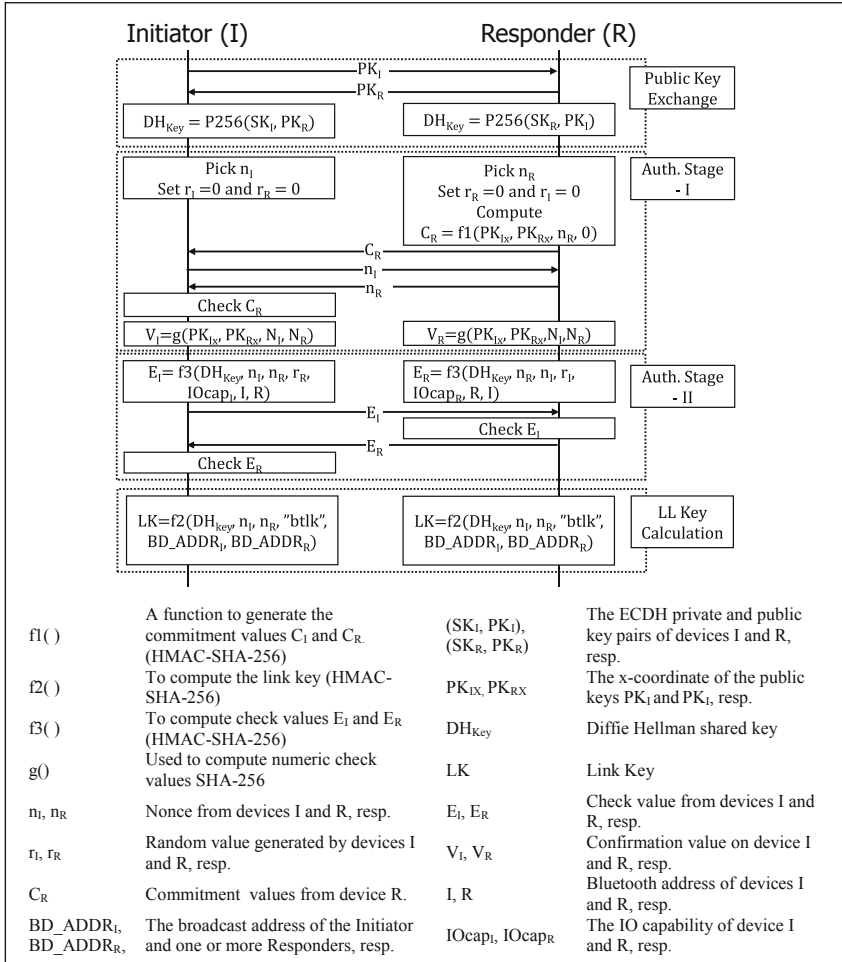 Initiator (I)
Responder (R)
PK_I
PK_R
Public Key
Exchange
DH_Key = P256(SK_I, PK_R)
DH_Key = P256(SK_R, PK_I)
Pick n_I
Set r_I =0 and r_R = 0
Pick n_R
Set r_R =0 and r_I = 0
Compute
C_R = f1(PK_Ix, PK_Rx, n_R, 0)
Auth. Stage
- I
C_R
n_I
n_R
Check C_R
V_I=g(PK_Ix, PK_Rx, N_I, N_R)
V_R=g(PK_Ix, PK_Rx,N_I,N_R)
E_I= f3(DH_Key, n_I, n_R, r_R,
IOcap_I, I, R)
E_R= f3(DH_Key, n_R, n_I, r_I,
IOcap_R, R, I)
Auth. Stage
- II
E_I
Check E_I
E_R
Check E_R
LK=f2(DH_key, n_I, n_R, ”btlk”,
BD_ADDR_I, BD_ADDR_R)
LK=f2(DH_key, n_I, n_R, ”btlk”,
BD_ADDR_I, BD_ADDR_R)
LL Key
Calculation
f1( )
A function to generate the
commitment values C_I and C_R.
(HMAC-SHA-256)
(SK_I, PK_I),
(SK_R, PK_R)
The ECDH private and public
key pairs of devices I and R,
resp.
f2( )
To compute the link key (HMAC-
SHA-256)
PK_IX, PK_RX
The x-coordinate of the public
keys PK_I and PK_I, resp.
f3( )
To compute check values E_I and E_R
(HMAC-SHA-256)
DH_Key
Diffie Hellman shared key
g()
Used to compute numeric check
values SHA-256
LK
Link Key
n_I, n_R
Nonce from devices I and R, resp.
E_I, E_R
Check value from devices I and
R, resp.
r_I, r_R
Random value generated by devices I
and R, resp.
V_I, V_R
Confirmation value on device I
and R, resp.
C_R
Commitment values from device R.
I, R
Bluetooth address of devices I
and R, resp.
BD_ADDR_I,
BD_ADDR_R,
The broadcast address of the Initiator
and one or more Responders, resp.
IOcap_I, IOcap_R
The IO capability of device I
and R, resp.